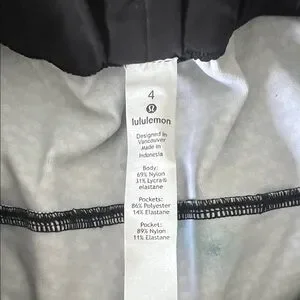 4
lululemon
Designed in
Vancouver
Made in
Indonesia
Body:
69% Nylon
31% Lycra®
elastane
Pockets:
86% Polyester
14% Elastane
Pocket:
89% Nylon
11% Elastane